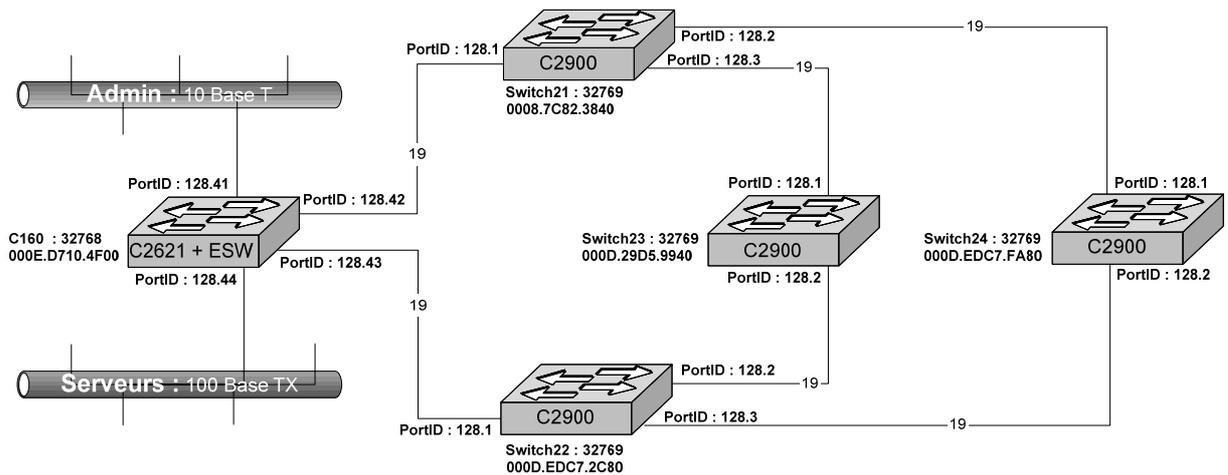 19
PortID : 128.2
PortID : 128.1
PortID : 128.3
19
C2900
Switch21 : 32769
0008.7C82.3840
Admin : 10 Base T
19
PortID : 128.41
PortID : 128.42
C160 : 32768
000E.D710.4F00
C2621 + ESW
PortID : 128.43
PortID : 128.44
PortID : 128.1
Switch23 : 32769
000D.29D5.9940
C2900
PortID : 128.2
PortID : 128.1
Switch24 : 32769
000D.EDC7.FA80
C2900
PortID : 128.2
19
Serveurs : 100 Base TX
PortID : 128.2
19
C2900
PortID : 128.3
19
PortID : 128.1
Switch22 : 32769
000D.EDC7.2C80